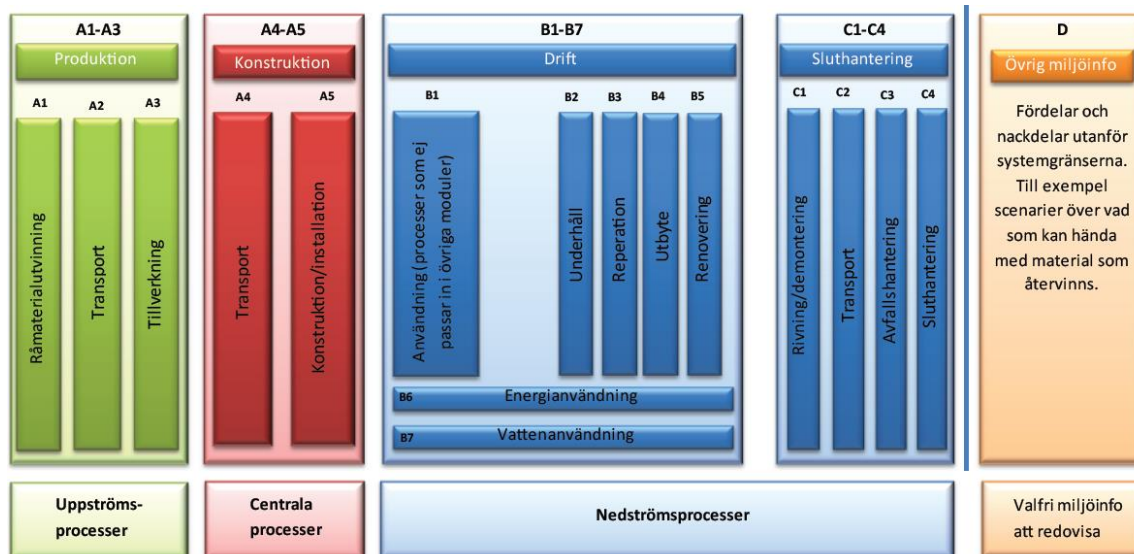 A1-A3
Produktion
A1
A2
A3
Råmaterialutvinning
Transport
Tillverkning
A4-A5
Konstruktion
A4
A5
Transport
Konstruktion/installation
B1-B7
Drift
B1
B2
B3
B4
B5
Användning (processer som ej
passar in i övriga moduler)
Underhåll
Reperation
Utbyte
Renovering
B6
Energianvändning
B7
Vattenanvändning
C1-C4
Sluthantering
C1
C2
C3
C4
Rivning/demontering
Transport
Avfallshantering
Sluthantering
D
Övrig miljöinfo
Fördelar och
nackdelar utanför
systemgränserna.
Till exempel
scenarier över vad
som kan hända
med material som
återvinns.
Uppströms-
processer
Centrala
processer
Nedströmsprocesser
Valfri miljöinfo
att redovisa